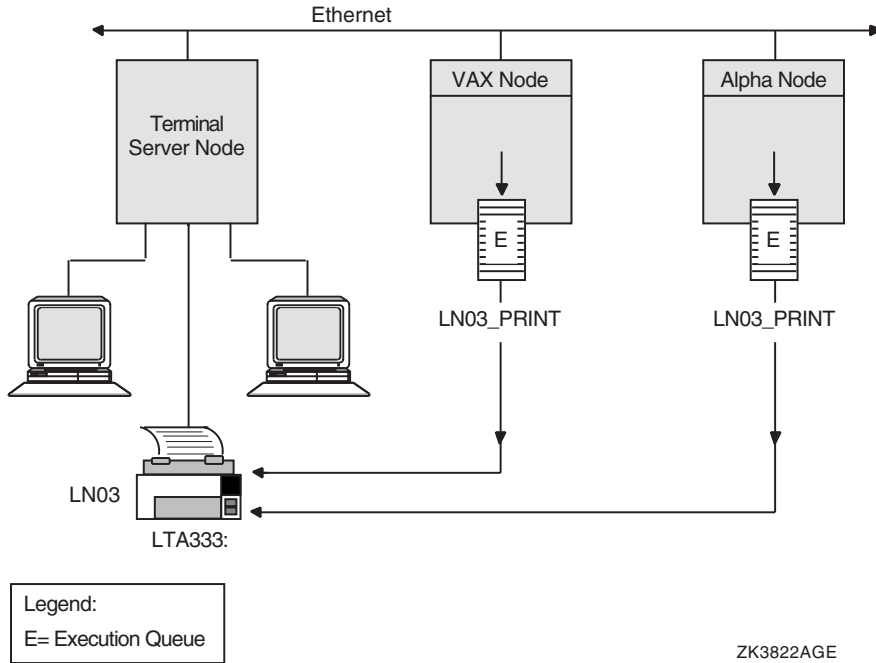 Ethernet
Terminal
Server Node
VAX Node
Alpha Node
E
E
LN03_PRINT
LN03_PRINT
LN03
LTA333:
Legend:
E= Execution Queue
ZK3822AGE